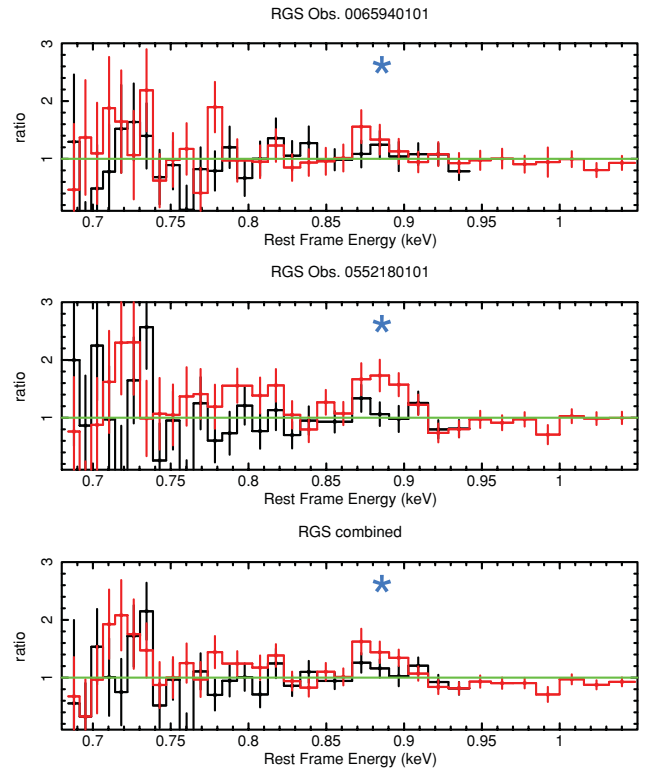 RGS Obs. 0065940101
3
2
1
ratio
0.7 0.75 0.8 0.85 0.9 0.95 1
Rest Frame Energy (keV)
RGS Obs. 0552180101
3
2
1
ratio
0.7 0.75 0.8 0.85 0.9 0.95 1
Rest Frame Energy (keV)
RGS combined
3
2
1
ratio
0.7 0.75 0.8 0.85 0.9 0.95 1
Rest Frame Energy (keV)